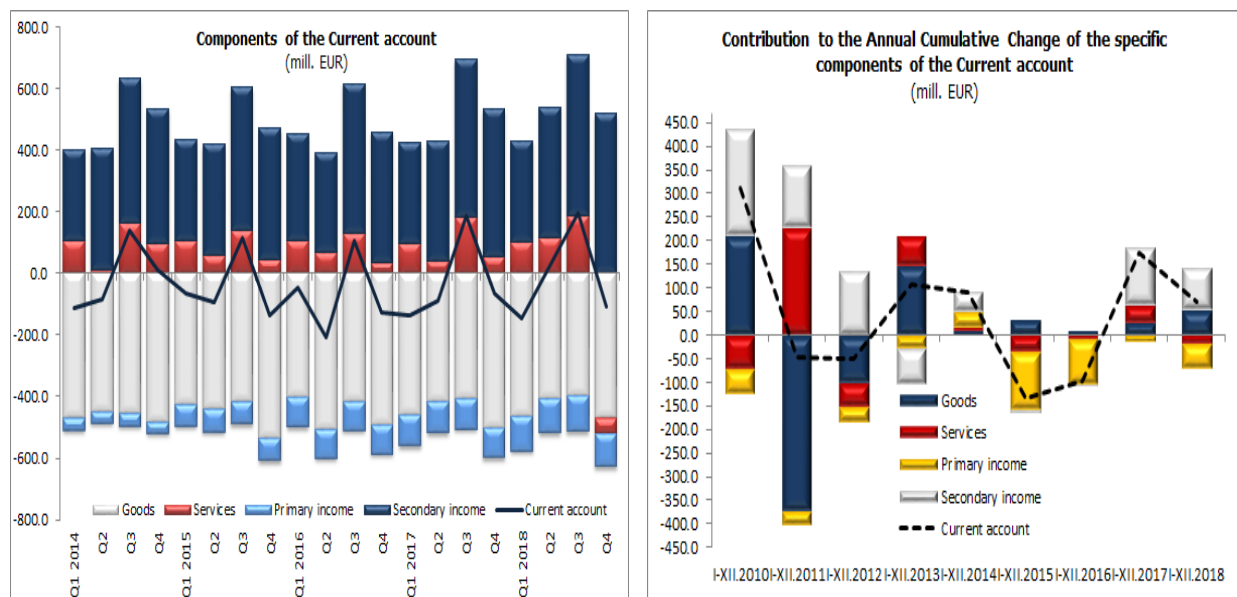 Components of the Current account
(mill. EUR)
800.0
600.0
400.0
200.0
0.0
-200.0
-400.0
-600.0
-800.0
Goods Services Primary income Secondary income Current account
Q1 2014 Q2 Q3 Q4 Q1 2015 Q2 Q3 Q4 Q1 2016 Q2 Q3 Q4 Q1 2017 Q2 Q3 Q4 Q1 2018 Q2 Q3 Q4
Contribution to the Annual Cumulative Change of the specific
components of the Current account
(mill. EUR)
450.0
400.0
350.0
300.0
250.0
200.0
150.0
100.0
50.0
0.0
-50.0
-100.0
-150.0
-200.0
-250.0
-300.0
-350.0
-400.0
-450.0
Goods
Services
Primary income
Secondary income
Current account
I-XII.2010 I-XII.2011 I-XII.2012 I-XII.2013 I-XII.2014 I-XII.2015 I-XII.2016 I-XII.2017 I-XII.2018